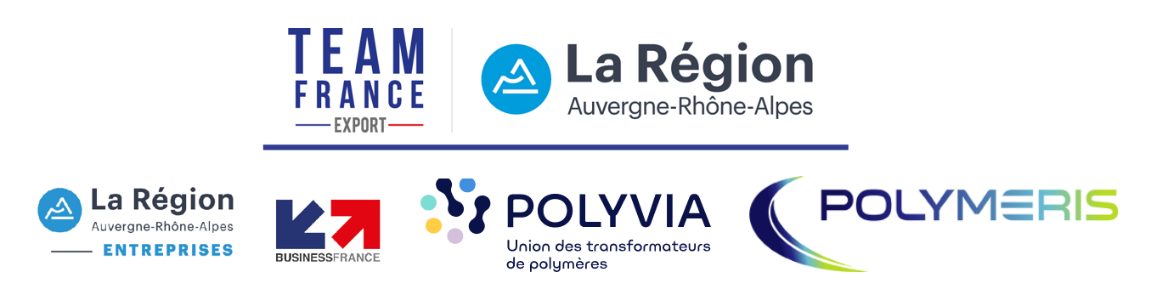 TEAM
FRANCE
EXPORT
La Région
Auvergne-Rhône-Alpes
La Région
Auvergne-Rhône-Alpes
ENTREPRISES
BUSINESSFRANCE
POLYVIA
Union des transformateurs
de polymères
POLYMERIS